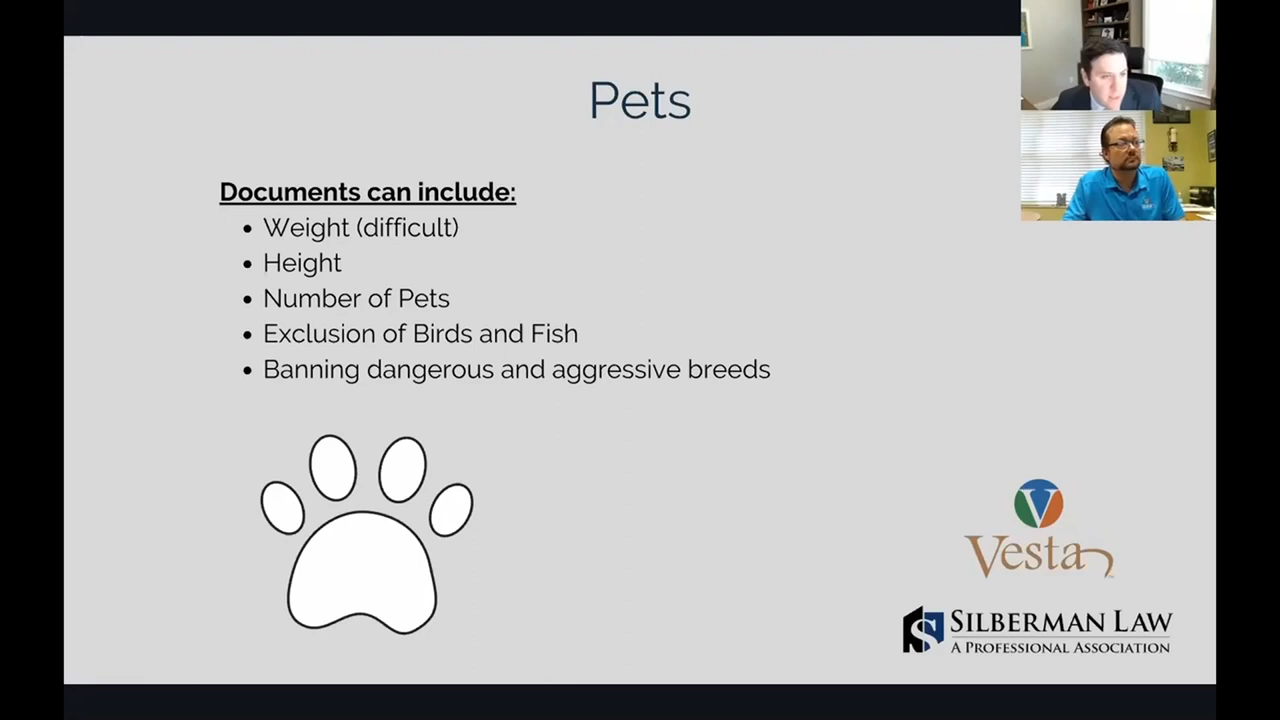 Pets
Documents can include:
Weight (difficult)
Height
Number of Pets
Exclusion of Birds and Fish
Banning dangerous and aggressive breeds
V
Vesta
S
SILBERMAN LAW
A PROFESSIONAL ASSOCIATION